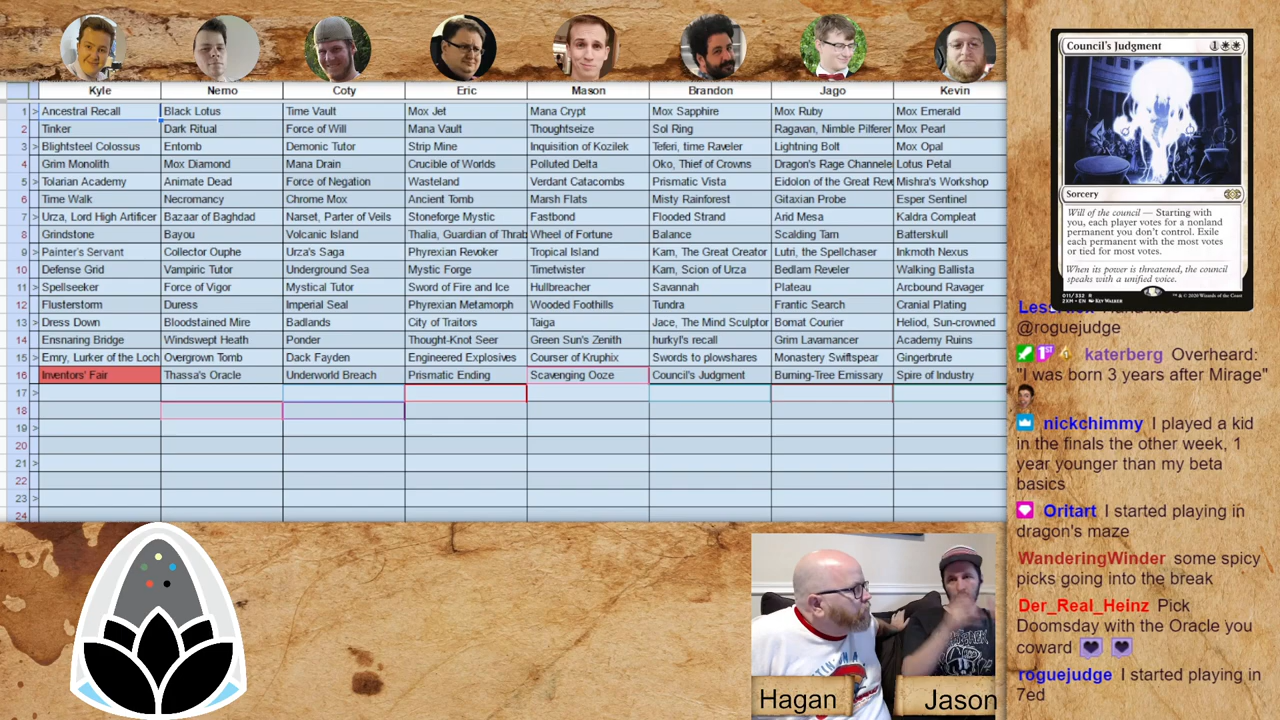 Kyle Nemo Coty Eric Mason Brandon Jago Kevin
1 > Ancestral Recall Black Lotus Time Vault Mox Jet Mana Crypt Mox Sapphire Mox Ruby Mox Emerald
2 Tinker Dark Ritual Force of Will Mana Vault Thoughtseize Sol Ring Ragavan, Nimble Pilferer Mox Pearl
3 > Blightsteel Colossus Entomb Demonic Tutor Strip Mine Inquisition of Kozilek Teferi, time Raveler Lightning Bolt Mox Opal
4 Grim Monolith Mox Diamond Mana Drain Crucible of Worlds Polluted Delta Oko, Thief of Crowns Dragon's Rage Channele Lotus Petal
5 > Tolarian Academy Animate Dead Force of Negation Wasteland Verdant Catacombs Prismatic Vista Eidolon of the Great Rev Mishra's Workshop
6 Time Walk Necromancy Chrome Mox Ancient Tomb Marsh Flats Misty Rainforest Gitaxian Probe Esper Sentinel
7 > Urza, Lord High Artificer Bazaar of Baghdad Narset, Parter of Veils Stoneforge Mystic Fastbond Flooded Strand Arid Mesa Kaldra Compleat
8 Grindstone Bayou Volcanic Island Thalia, Guardian of Thrab Wheel of Fortune Balance Scalding Tarn Batterskull
9 > Painter's Servant Collector Ouphe Urza's Saga Phyrexian Revoker Tropical Island Karn, The Great Creator Lutri, the Spellchaser Inkmoth Nexus
10 Defense Grid Vampiric Tutor Underground Sea Mystic Forge Timetwister Karn, Scion of Urza Bedlam Reveler Walking Ballista
11 > Spellseeker Force of Vigor Mystical Tutor Sword of Fire and Ice Hullbreacher Savannah Plateau Arcbound Ravager
12 Flusterstorm Duress Imperial Seal Phyrexian Metamorph Wooded Foothills Tundra Frantic Search Cranial Plating
13 > Dress Down Bloodstained Mire Badlands City of Traitors Taiga Jace, The Mind Sculptor Bomat Courier Heliod, Sun-crowned
14 Ensnaring Bridge Windswept Heath Ponder Thought-Knot Seer Green Sun's Zenith hurkyl's recall Grim Lavamancer Academy Ruins
15 > Emry, Lurker of the Loch Overgrown Tomb Dack Fayden Engineered Explosives Courser of Kruphix Swords to plowshares Monastery Swiftspear Gingerbrute
16 Inventors' Fair Thassa's Oracle Underworld Breach Prismatic Ending Scavenging Ooze Council's Judgment Burning-Tree Emissary Spire of Industry
17 >
18
19 >
20
21 >
22
23 >
24
Council's Judgment 1
Sorcery
Will of the council — Starting with
you, each player votes for a nonland
permanent you don't control. Exile
each permanent with the most votes
or tied for most votes.
When its power is threatened, the council
speaks with a unified voice.
011/332 R
2XM • EN KEV WALKER ™ & © 2020 Wizards of the Coast
@roguejudge
katerberg Overheard:
"I was born 3 years after Mirage"
nickchimmy I played a kid
in the finals the other week, 1
year younger than my beta
basics
Oritart I started playing in
dragon's maze
WanderingWinder some spicy
picks going into the break
Der_Real_Heinz Pick
Doomsday with the Oracle you
coward
roguejudge I started playing in
7ed
Hagan Jason